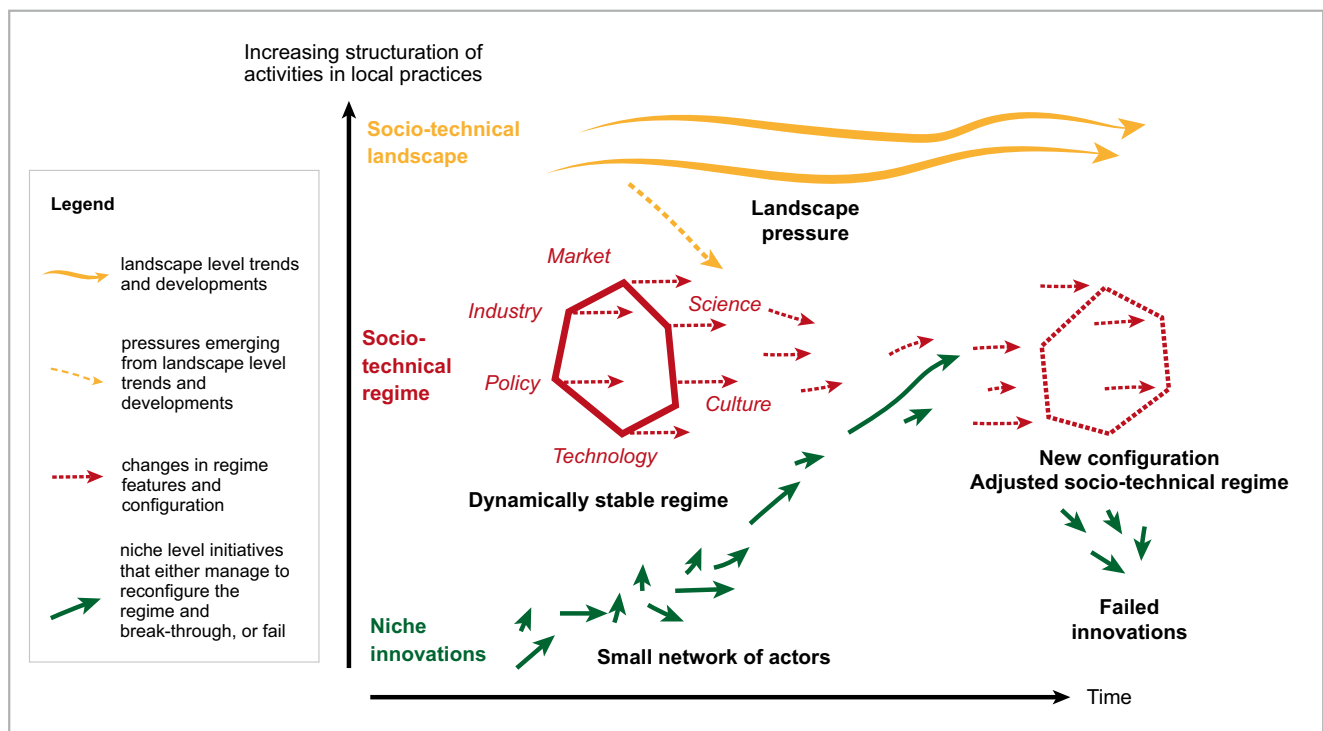 Increasing structuration of
activities in local practices
Socio-technical
landscape
Landscape
pressure
Legend
landscape level trends
and developments
pressures emerging
from landscape level
trends and
developments
changes in regime
features and
configuration
niche level initiatives
that either manage to
reconfigure the
regime and
break-through, or fail
Socio-
technical
regime
Market
Industry
Science
Policy
Culture
Technology
Dynamically stable regime
New configuration
Adjusted socio-technical regime
Failed
innovations
Niche
innovations
Small network of actors
Time